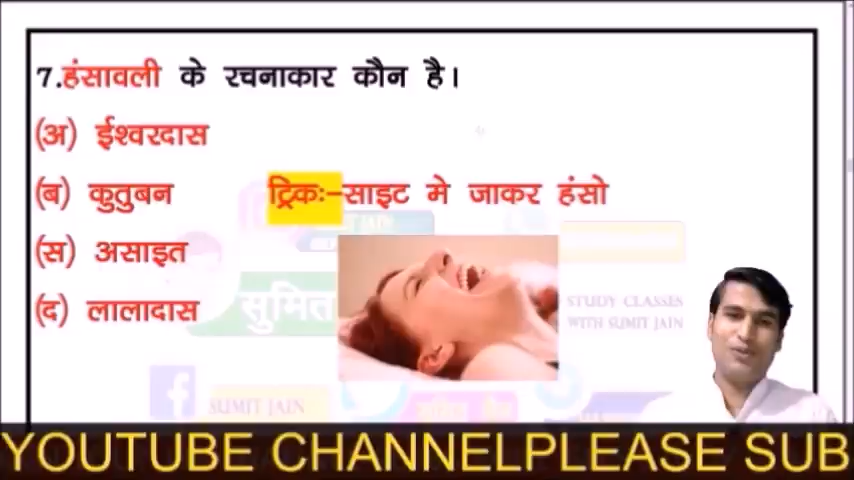 7.हंसावली के रचनाकार कौन है।
(अ) ईश्वरदास
(ब) कुतुबन
ट्रिकः-साइट मे जाकर हंसो
(स) असाइत
(द) लालादास
सुमित
STUDY CLASSES
WITH SUMIT JAIN
SUMIT JAIN
YOUTUBE CHANNELPLEASE SUB